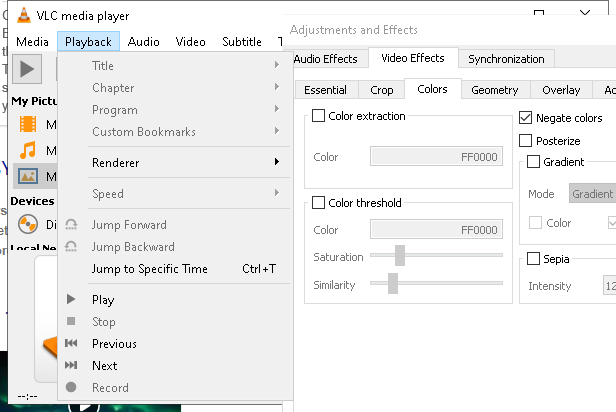 VLC media player
Media Playback Audio Video Subtitle T
Title
Chapter
Program
Custom Bookmarks
Renderer
Speed
Jump Forward
Jump Backward
Jump to Specific Time Ctrl+T
Play
Stop
Previous
Next
Record
My Pictu
M
M
M
Devices
Di
Local Ne
--:--
Adjustments and Effects
Audio Effects Video Effects Synchronization
Essential Crop Colors Geometry Overlay
Color extraction
Color FF0000
Color threshold
Color FF0000
Saturation
Similarity
Negate colors
Posterize
Gradient
Mode Gradient
Color
Sepia
Intensity 12